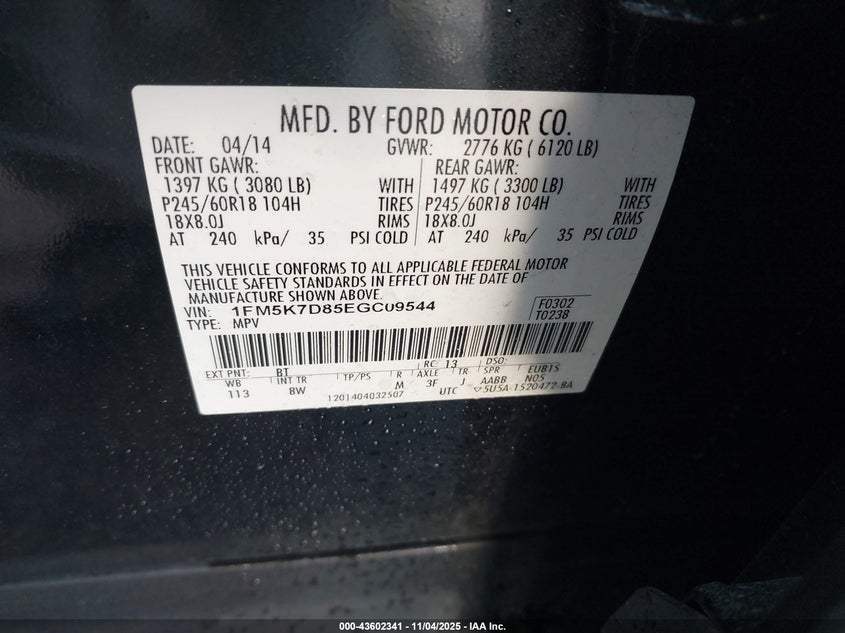 MFD. BY FORD MOTOR CO.
DATE: 04/14 GVWR: 2776 KG ( 6120 LB)
FRONT GAWR: REAR GAWR:
1397 KG ( 3080 LB) WITH 1497 KG ( 3300 LB) WITH
P245/60R18 104H TIRES P245/60R18 104H TIRES
18X8.0J RIMS 18X8.0J RIMS
AT 240 kPa/ 35 PSI COLD AT 240 kPa/ 35 PSI COLD
THIS VEHICLE CONFORMS TO ALL APPLICABLE FEDERAL MOTOR
VEHICLE SAFETY STANDARDS IN EFFECT ON THE DATE OF
MANUFACTURE SHOWN ABOVE.
VIN: 1FM5K7D85EGC09544 F0302
TYPE: MPV T0238
EXT PNT: BT RC: 13 DSO:
WB INT TR TP/PS R AXLE TR SPR EUB1S
113 8W M 3F J AABB N05
1201404032507 UTC 5U5A-1520472-BA
000-43602341 - 11/04/2025 - IAA Inc.